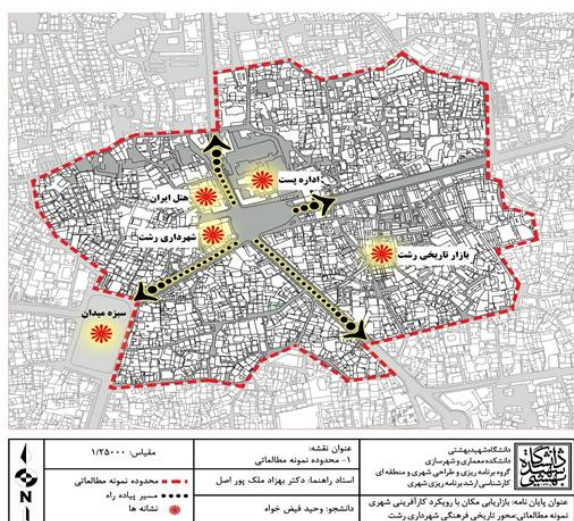 اداره پست
هتل ایران
شهرداری رشت
بازار تاریخی رشت
سبزه میدان
دانشگاه شهیدبهشتی
دانشکده معماری و شهرسازی
گروه برنامه ریزی و طراحی شهری و منطقه ای
کارشناسی ارشد برنامه ریزی شهری
عنوان نقشه:
۱- محدوده نمونه مطالعاتی
استاد راهنما: دکتر بهزاد ملک پور اصل
دانشجو: وحید فیض خواه
مقیاس: ۱/۲۵۰۰۰
محدوده نمونه مطالعاتی
مسیر پیاده راه
نشانه ها
N
عنوان پایان نامه: بازاریابی مکان با رویکرد کارآفرینی شهری
نمونه مطالعاتی:محور تاریخی فرهنگی شهرداری رشت